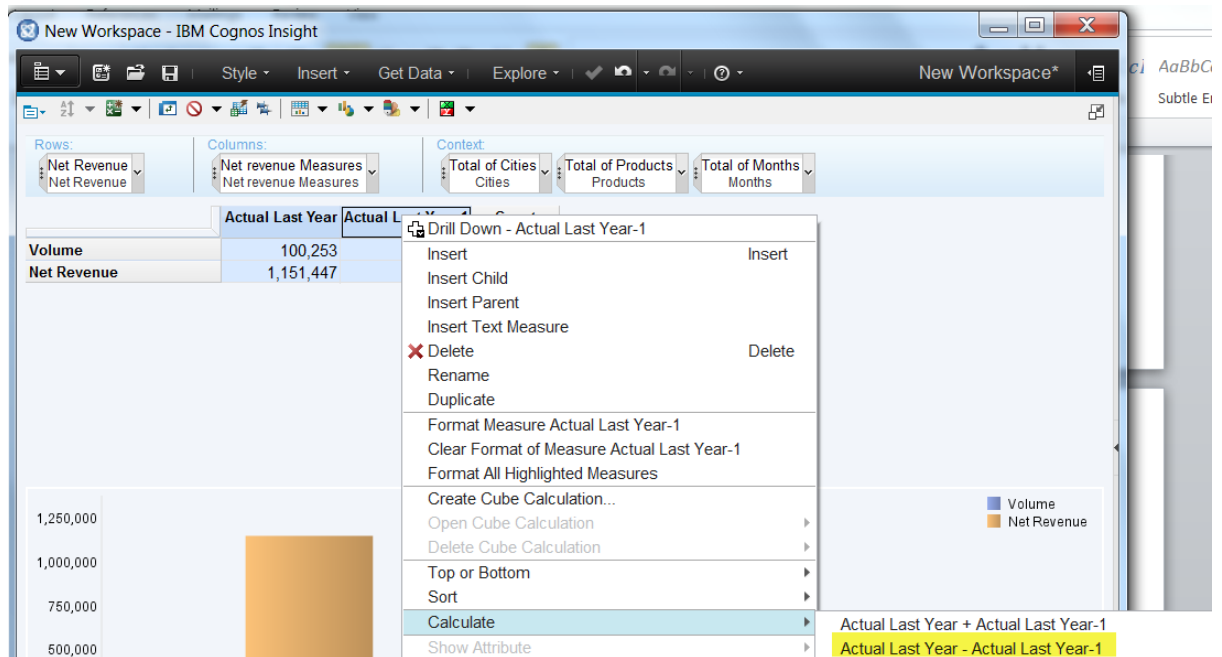 New Workspace - IBM Cognos Insight
Style Insert Get Data Explore New Workspace*
AaBbC
Subtle E
Rows: Columns: Context:
Net Revenue Net revenue Measures Total of Cities Total of Products Total of Months
Net Revenue Net revenue Measures Cities Products Months
Actual Last Year Actual L
Volume 100,253
Net Revenue 1,151,447
Drill Down - Actual Last Year-1
Insert Insert
Insert Child
Insert Parent
Insert Text Measure
Delete Delete
Rename
Duplicate
Format Measure Actual Last Year-1
Clear Format of Measure Actual Last Year-1
Format All Highlighted Measures
Create Cube Calculation...
Open Cube Calculation
Delete Cube Calculation
Top or Bottom
Sort
Calculate
Show Attribute
Actual Last Year + Actual Last Year-1
Actual Last Year - Actual Last Year-1
Volume
Net Revenue
1,250,000
1,000,000
750,000
500,000